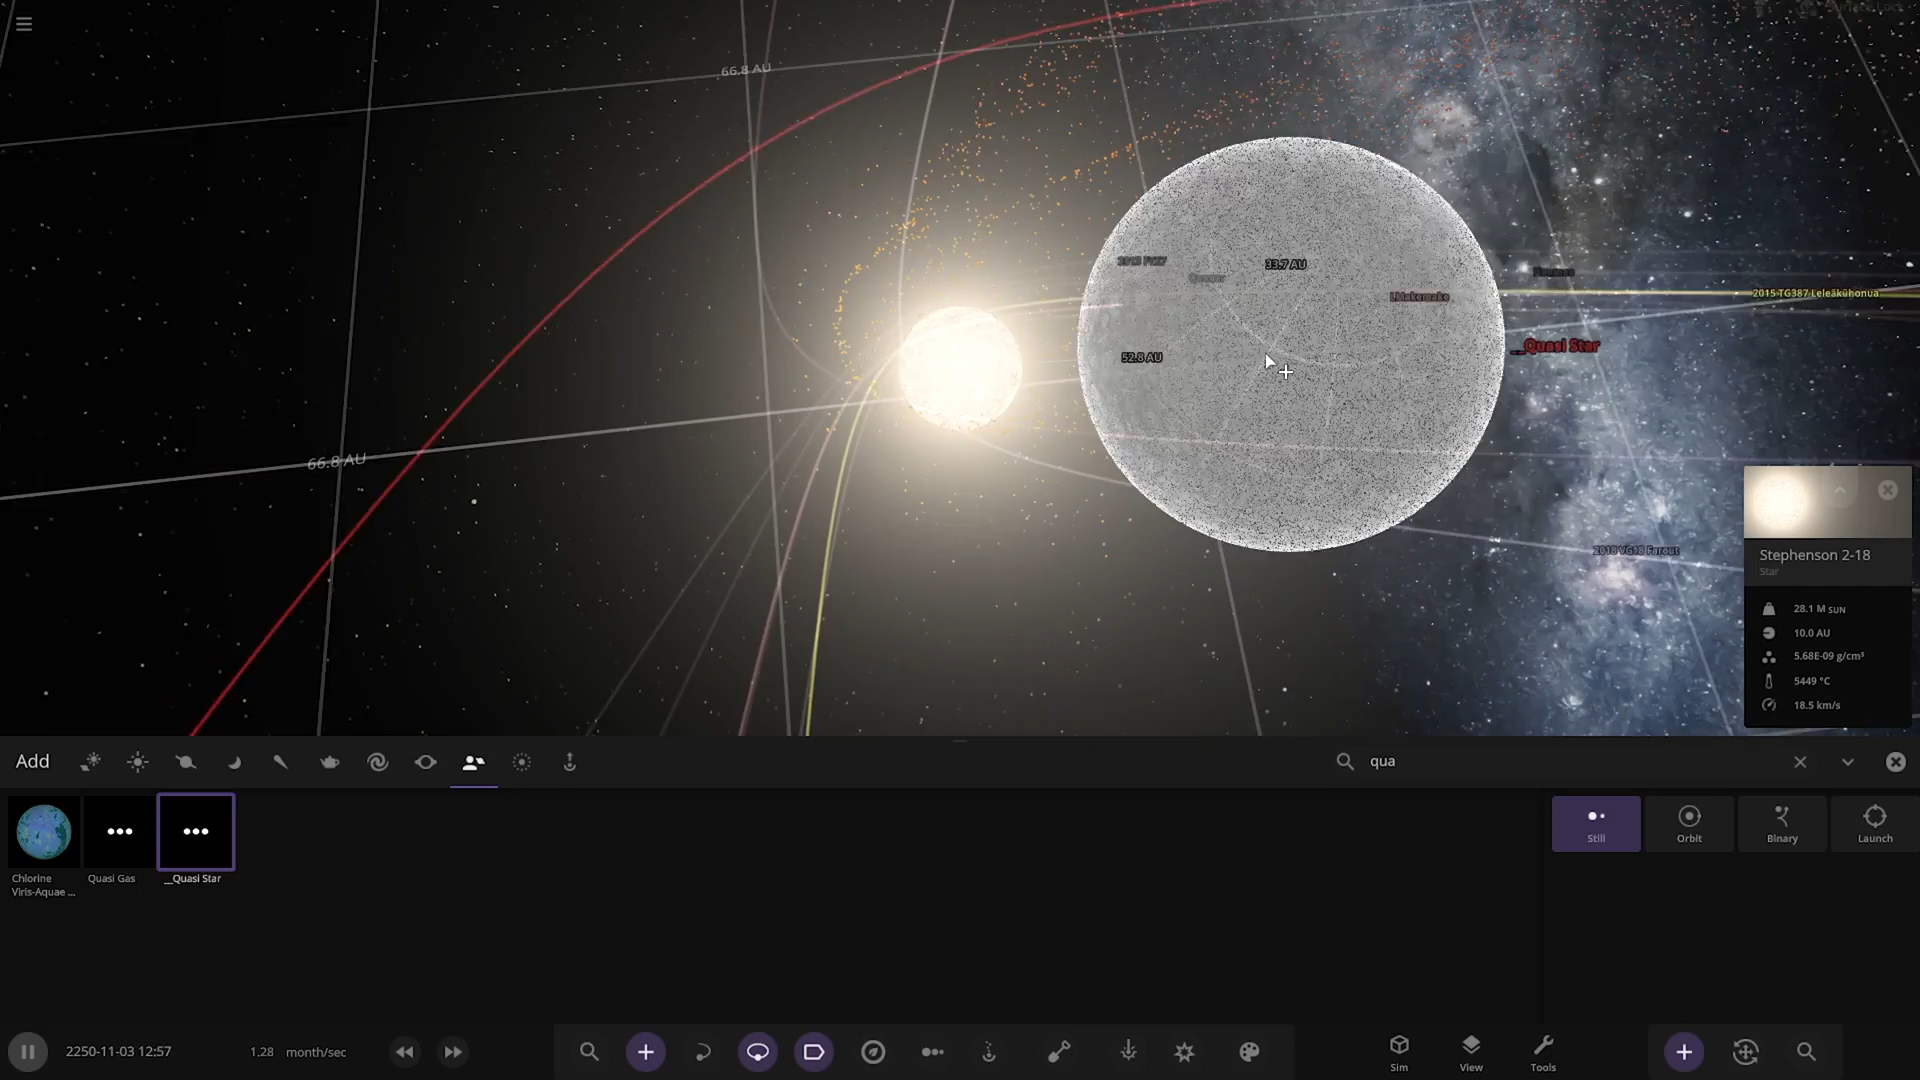 66.8 AU
33.7 AU
LMakemake
2015 TG387 Leleākūhonua
52.8 AU
__Quasi Star
66.8 AU
2018 VG18 Farout
Stephenson 2-18
Star
28.1 M SUN
10.0 AU
5.68E-09 g/cm³
5449 °C
18.5 km/s
Add
qua
Chlorine
Viris-Aquae ...
Quasi Gas
__Quasi Star
Still
Orbit
Binary
Launch
2250-11-03 12:57
1.28 month/sec
Sim
View
Tools